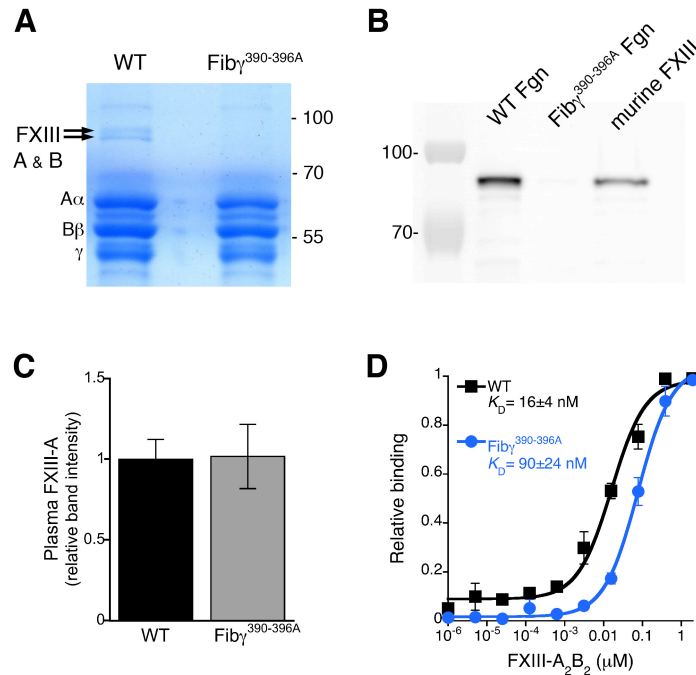 A
WT Fibγ390-396A
FXIII
A & B
Aα
Bβ
γ
- 100
- 70
- 55
B
WT Fgn
Fibγ390-396A Fgn
murine FXIII
100-
70-
C
Plasma FXIII-A
(relative band intensity)
1.5
1
0.5
0
WT Fibγ390-396A
D
Relative binding
1
0.8
0.6
0.4
0.2
0
WT
KD= 16±4 nM
Fibγ390-396A
KD= 90±24 nM
10-6 10-5 10-4 10-3 0.01 0.1 1
FXIII-A2B2 (µM)